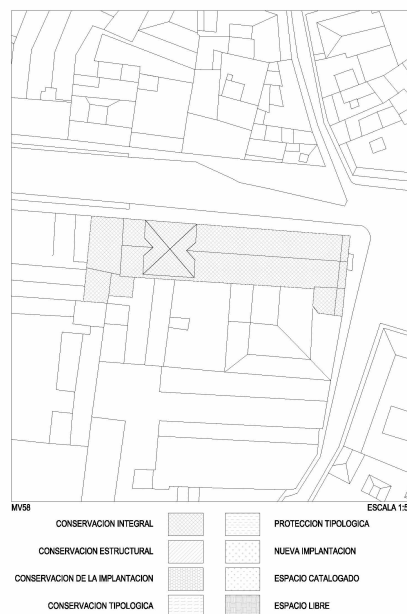 MV58 ESCALA 1:5
CONSERVACION INTEGRAL PROTECCION TIPOLOGICA
CONSERVACION ESTRUCTURAL NUEVA IMPLANTACION
CONSERVACION DE LA IMPLANTACION ESPACIO CATALOGADO
CONSERVACION TIPOLOGICA ESPACIO LIBRE